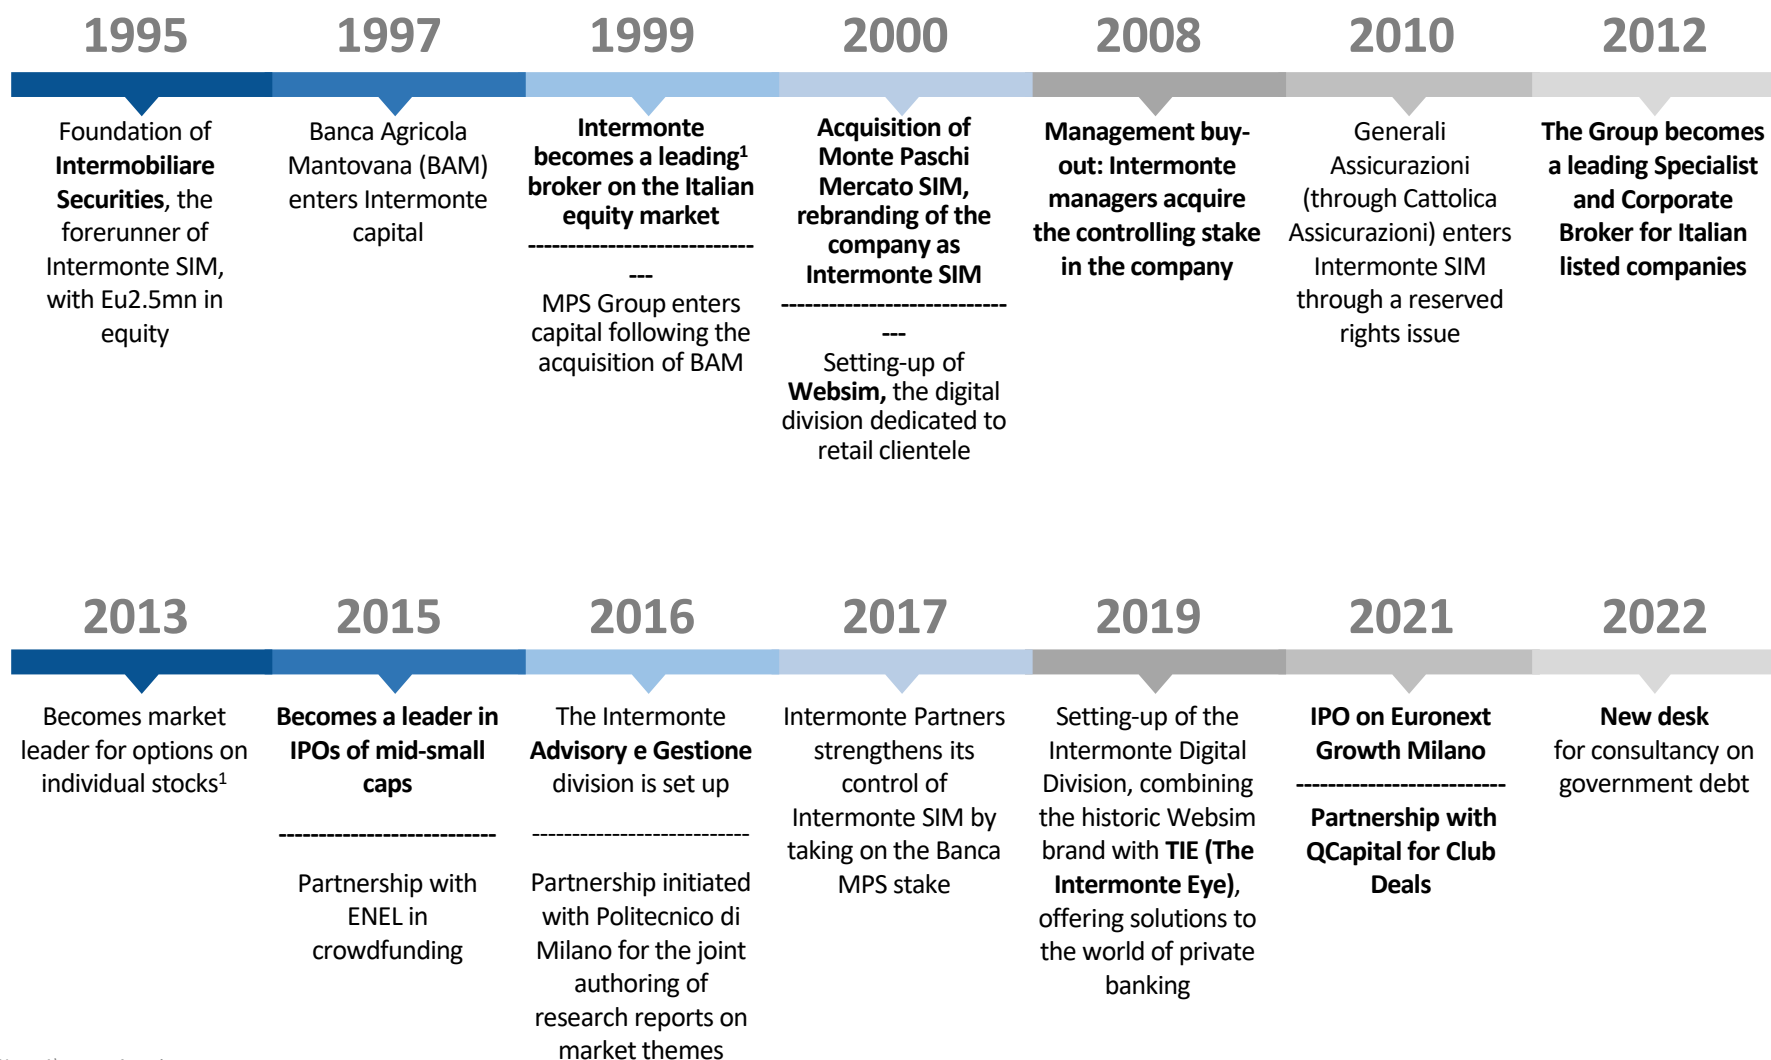 1995
1997
1999
2000
2008
2010
2012
Foundation of
Intermobiliare
Securities, the
forerunner of
Intermonte SIM,
with Eu2.5mn in
equity
Banca Agricola
Mantovana (BAM)
enters Intermonte
capital
Intermonte
becomes a leading¹
broker on the Italian
equity market
----------------------------
---
MPS Group enters
capital following the
acquisition of BAM
Acquisition of
Monte Paschi
Mercato SIM,
rebranding of the
company as
Intermonte SIM
----------------------------
---
Setting-up of
Websim, the digital
division dedicated to
retail clientele
Management buy-
out: Intermonte
managers acquire
the controlling stake
in the company
Generali
Assicurazioni
(through Cattolica
Assicurazioni) enters
Intermonte SIM
through a reserved
rights issue
The Group becomes
a leading Specialist
and Corporate
Broker for Italian
listed companies
2013
2015
2016
2017
2019
2021
2022
Becomes market
leader for options on
individual stocks¹
Becomes a leader in
IPOs of mid-small
caps
---------------------------
Partnership with
ENEL in
crowdfunding
The Intermonte
Advisory e Gestione
division is set up
---------------------------
Partnership initiated
with Politecnico di
Milano for the joint
authoring of
research reports on
market themes
Intermonte Partners
strengthens its
control of
Intermonte SIM by
taking on the Banca
MPS stake
Setting-up of the
Intermonte Digital
Division, combining
the historic Websim
brand with TIE (The
Intermonte Eye),
offering solutions to
the world of private
banking
IPO on Euronext
Growth Milano
--------------------------
Partnership with
QCapital for Club
Deals
New desk
for consultancy on
government debt